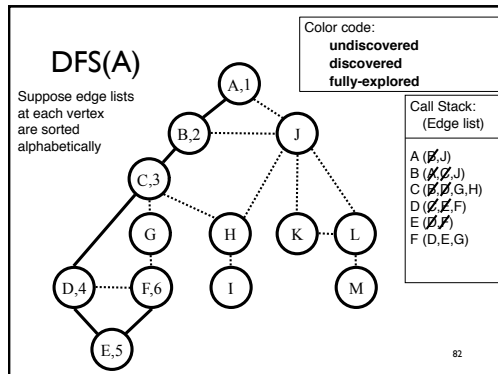 DFS(A)
Suppose edge lists
at each vertex
are sorted
alphabetically
Color code:
undiscovered
discovered
fully-explored
Call Stack:
(Edge list)
A (B,J)
B (A,C,J)
C (B,D,G,H)
D (C,E,F)
E (D,F)
F (D,E,G)
A,1
B,2
J
C,3
G
H
K
L
D,4
F,6
I
M
E,5
82